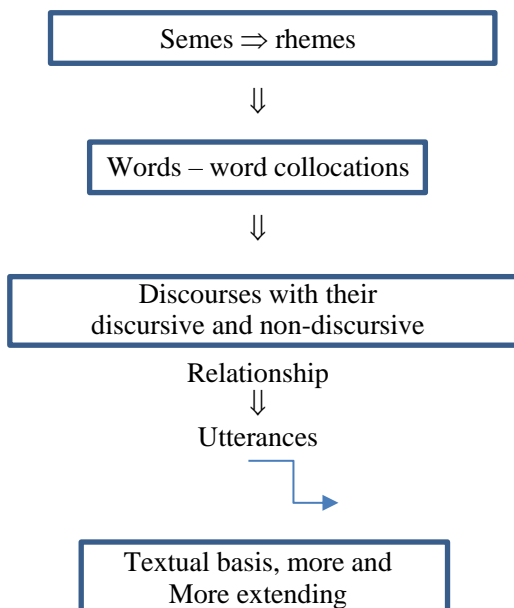 Semes ⇒ rhemes
⇓
Words – word collocations
⇓
Discourses with their
discursive and non-discursive
Relationship
⇓
Utterances
Textual basis, more and
More extending